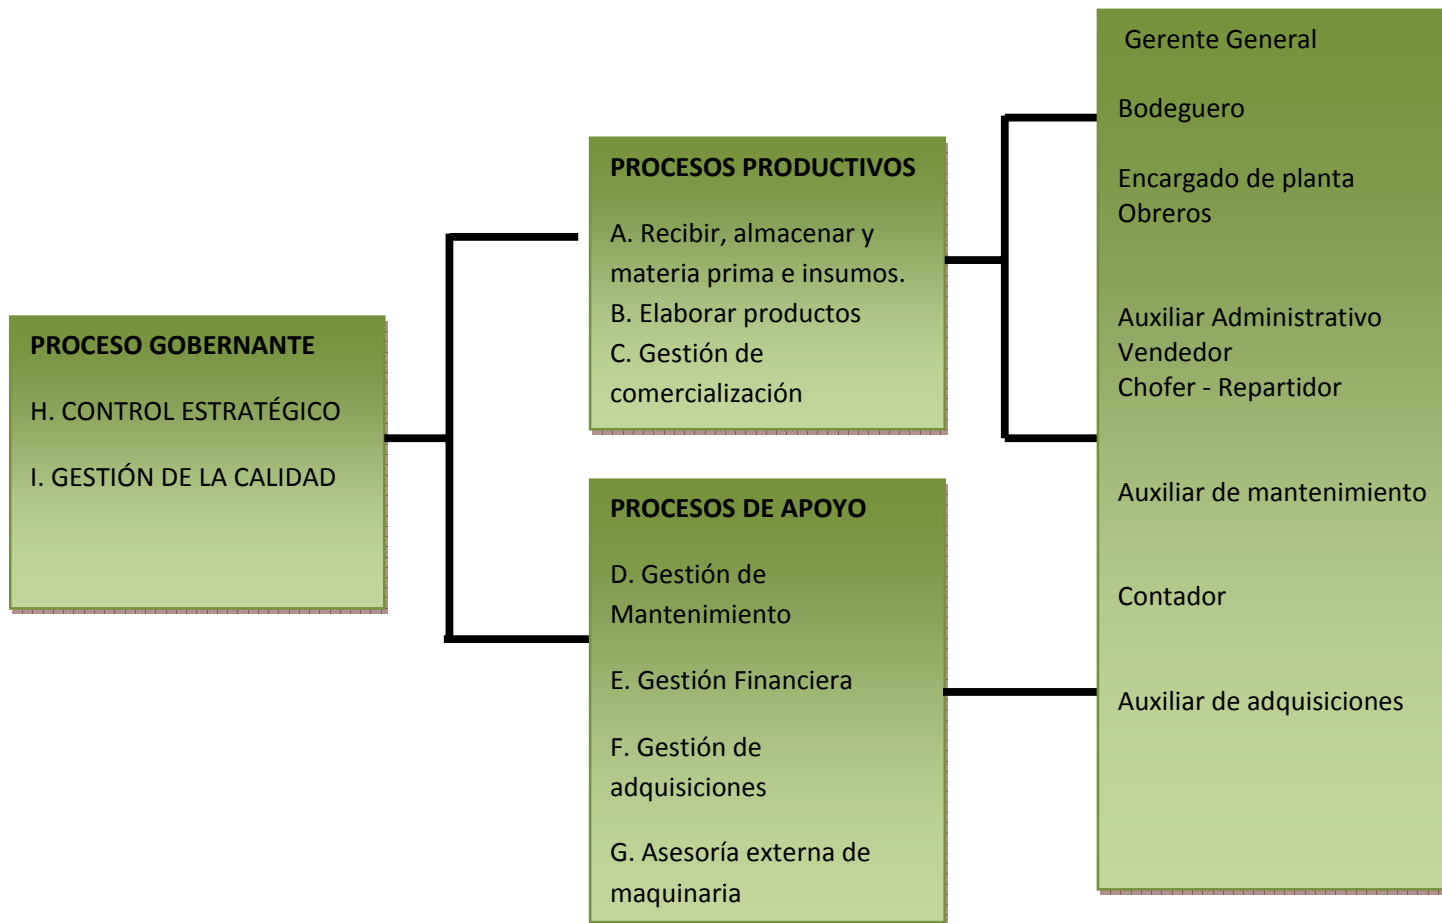 PROCESO GOBERNANTE
H. CONTROL ESTRATÉGICO
I. GESTIÓN DE LA CALIDAD
PROCESOS PRODUCTIVOS
A. Recibir, almacenar y
materia prima e insumos.
B. Elaborar productos
C. Gestión de
comercialización
PROCESOS DE APOYO
D. Gestión de
Mantenimiento
E. Gestión Financiera
F. Gestión de
adquisiciones
G. Asesoría externa de
maquinaria
Gerente General
Bodeguero
Encargado de planta
Obreros
Auxiliar Administrativo
Vendedor
Chofer - Repartidor
Auxiliar de mantenimiento
Contador
Auxiliar de adquisiciones